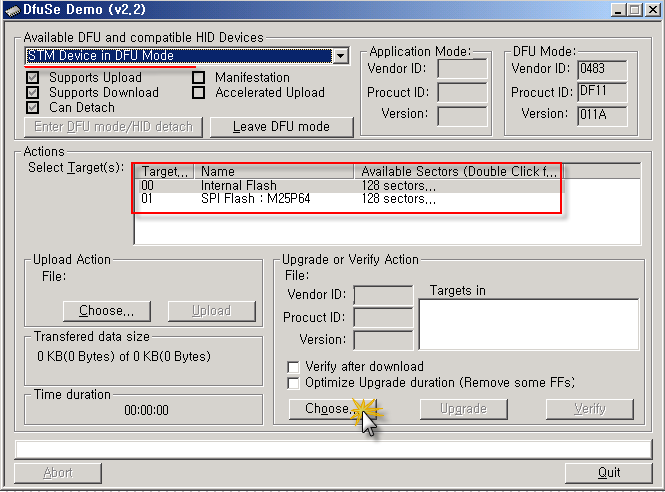 DfuSe Demo (v2,2)
Available DFU and compatible HID Devices
STM Device in DFU Mode
Supports Upload
Manifestation
Supports Download
Accelerated Upload
Can Detach
Enter DFU mode/HID detach
Leave DFU mode
Application Mode:
Vendor ID:
Procuct ID:
Version:
DFU Mode:
Vendor ID: 0483
Procuct ID: DF11
Version: 011A
Actions
Select Target(s):
Target,,, Name Available Sectors (Double Click f,,,
00 Internal Flash 128 sectors,,,
01 SPI Flash : M25P64 128 sectors,,,
Upload Action
File:
Choose,,,
Upload
Transfered data size
0 KB(0 Bytes) of 0 KB(0 Bytes)
Time duration
00:00:00
Upgrade or Verify Action
File:
Vendor ID:
Procuct ID:
Version:
Targets in
Verify after download
Optimize Upgrade duration (Remove some FFs)
Choose,,,
Upgrade
Verify
Abort
Quit